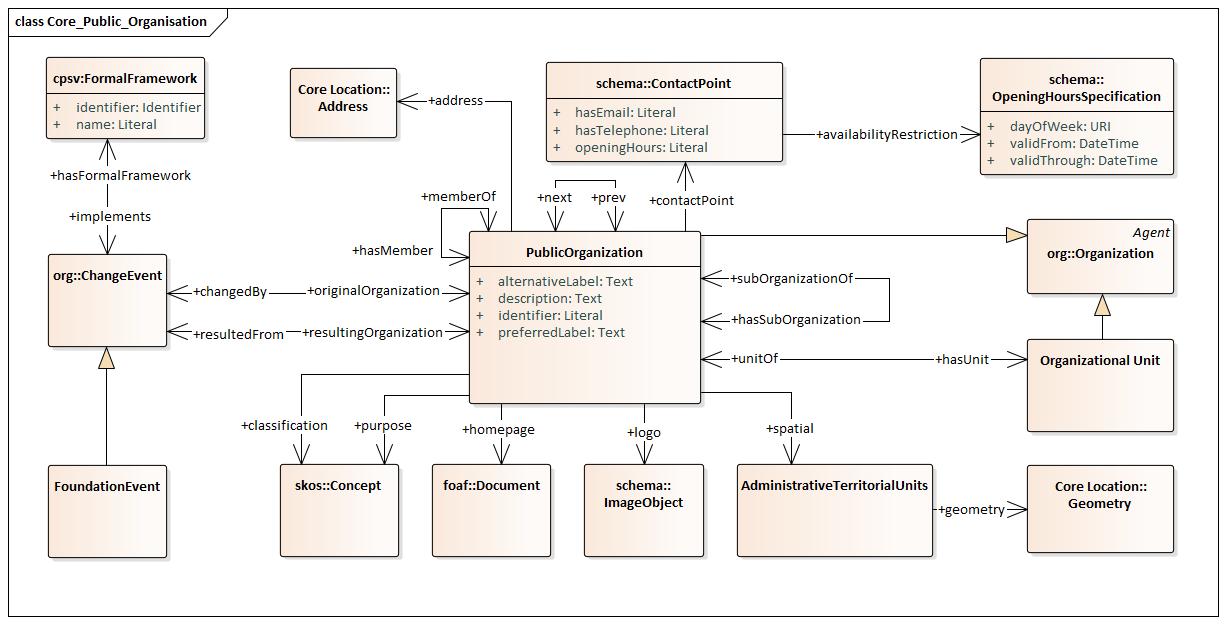 class Core_Public_Organisation
cpsv:FormalFramework
+ identifier: Identifier
+ name: Literal
Core Location::
Address
+address
schema::ContactPoint
+ hasEmail: Literal
+ hasTelephone: Literal
+ openingHours: Literal
+availabilityRestriction
schema::
OpeningHoursSpecification
+ dayOfWeek: URI
+ validFrom: DateTime
+ validThrough: DateTime
+hasFormalFramework
+implements
+memberOf
+hasMember
+next
+prev
+contactPoint
org::ChangeEvent
+changedBy
+originalOrganization
+resultedFrom
+resultingOrganization
PublicOrganization
+ alternativeLabel: Text
+ description: Text
+ identifier: Literal
+ preferredLabel: Text
Agent
org::Organization
+subOrganizationOf
+hasSubOrganization
+unitOf
+hasUnit
Organizational Unit
+classification
+purpose
+homepage
+logo
+spatial
FoundationEvent
skos::Concept
foaf::Document
schema::
ImageObject
AdministrativeTerritorialUnits
+geometry
Core Location::
Geometry